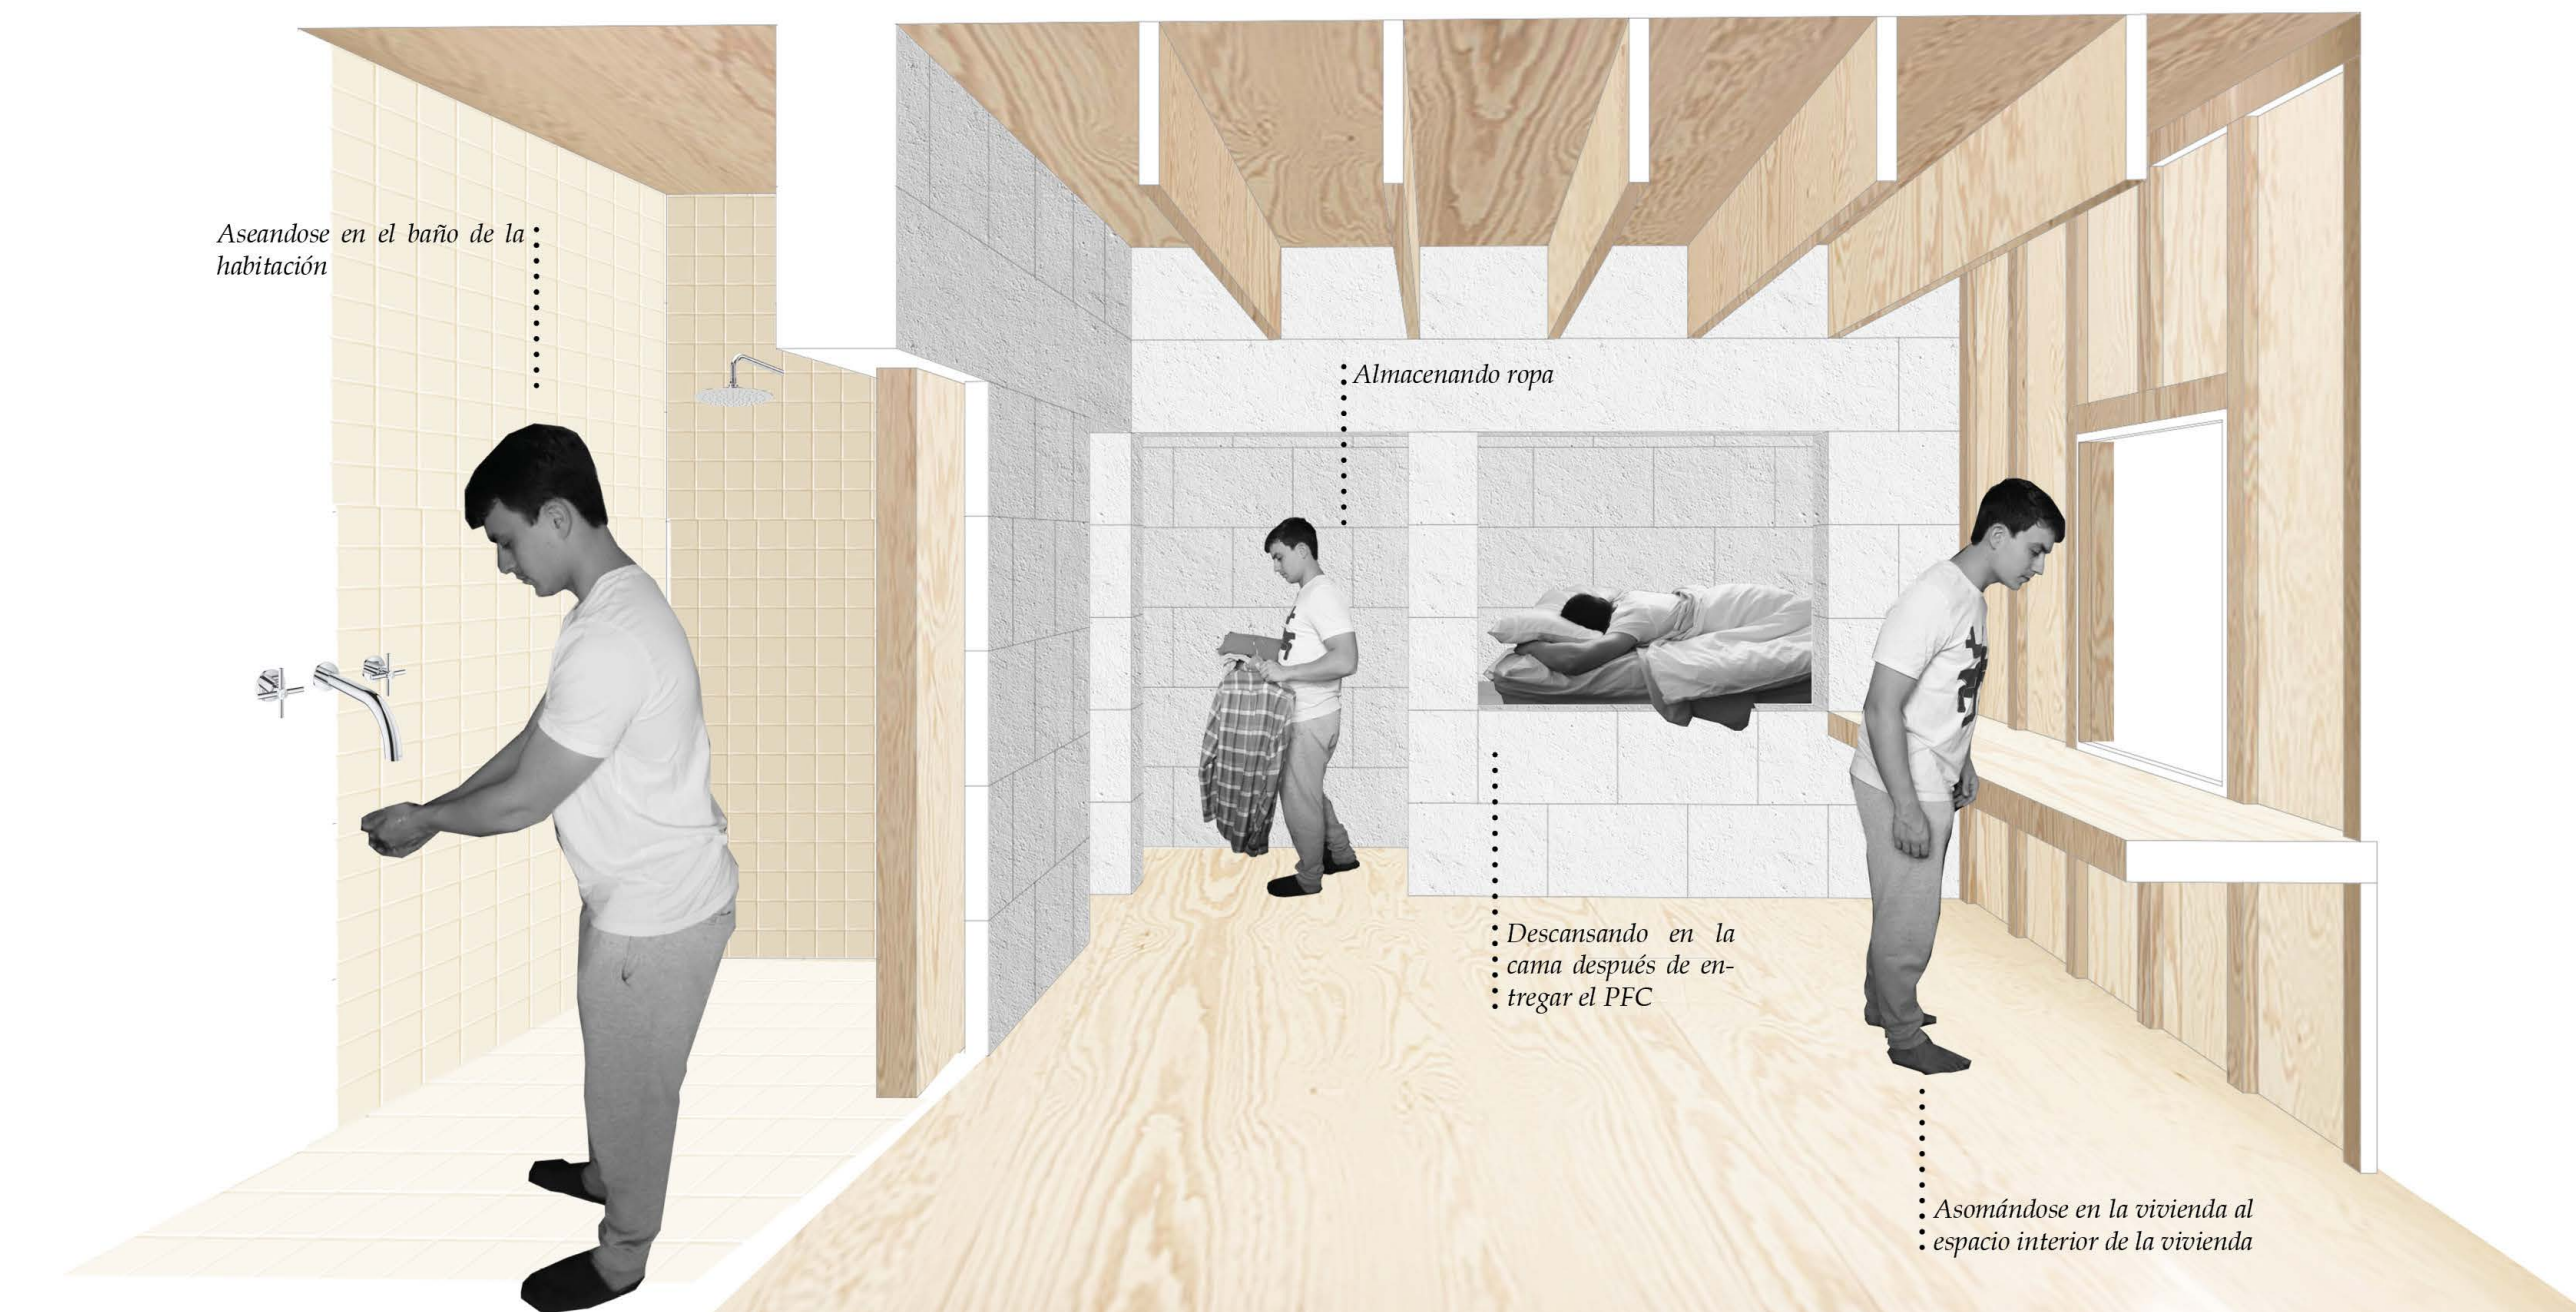 Aseandose en el baño de la
habitación
Almacenando ropa
Descansando en la
cama después de en-
tregar el PFC
Asomándose en la vivienda al
espacio interior de la vivienda